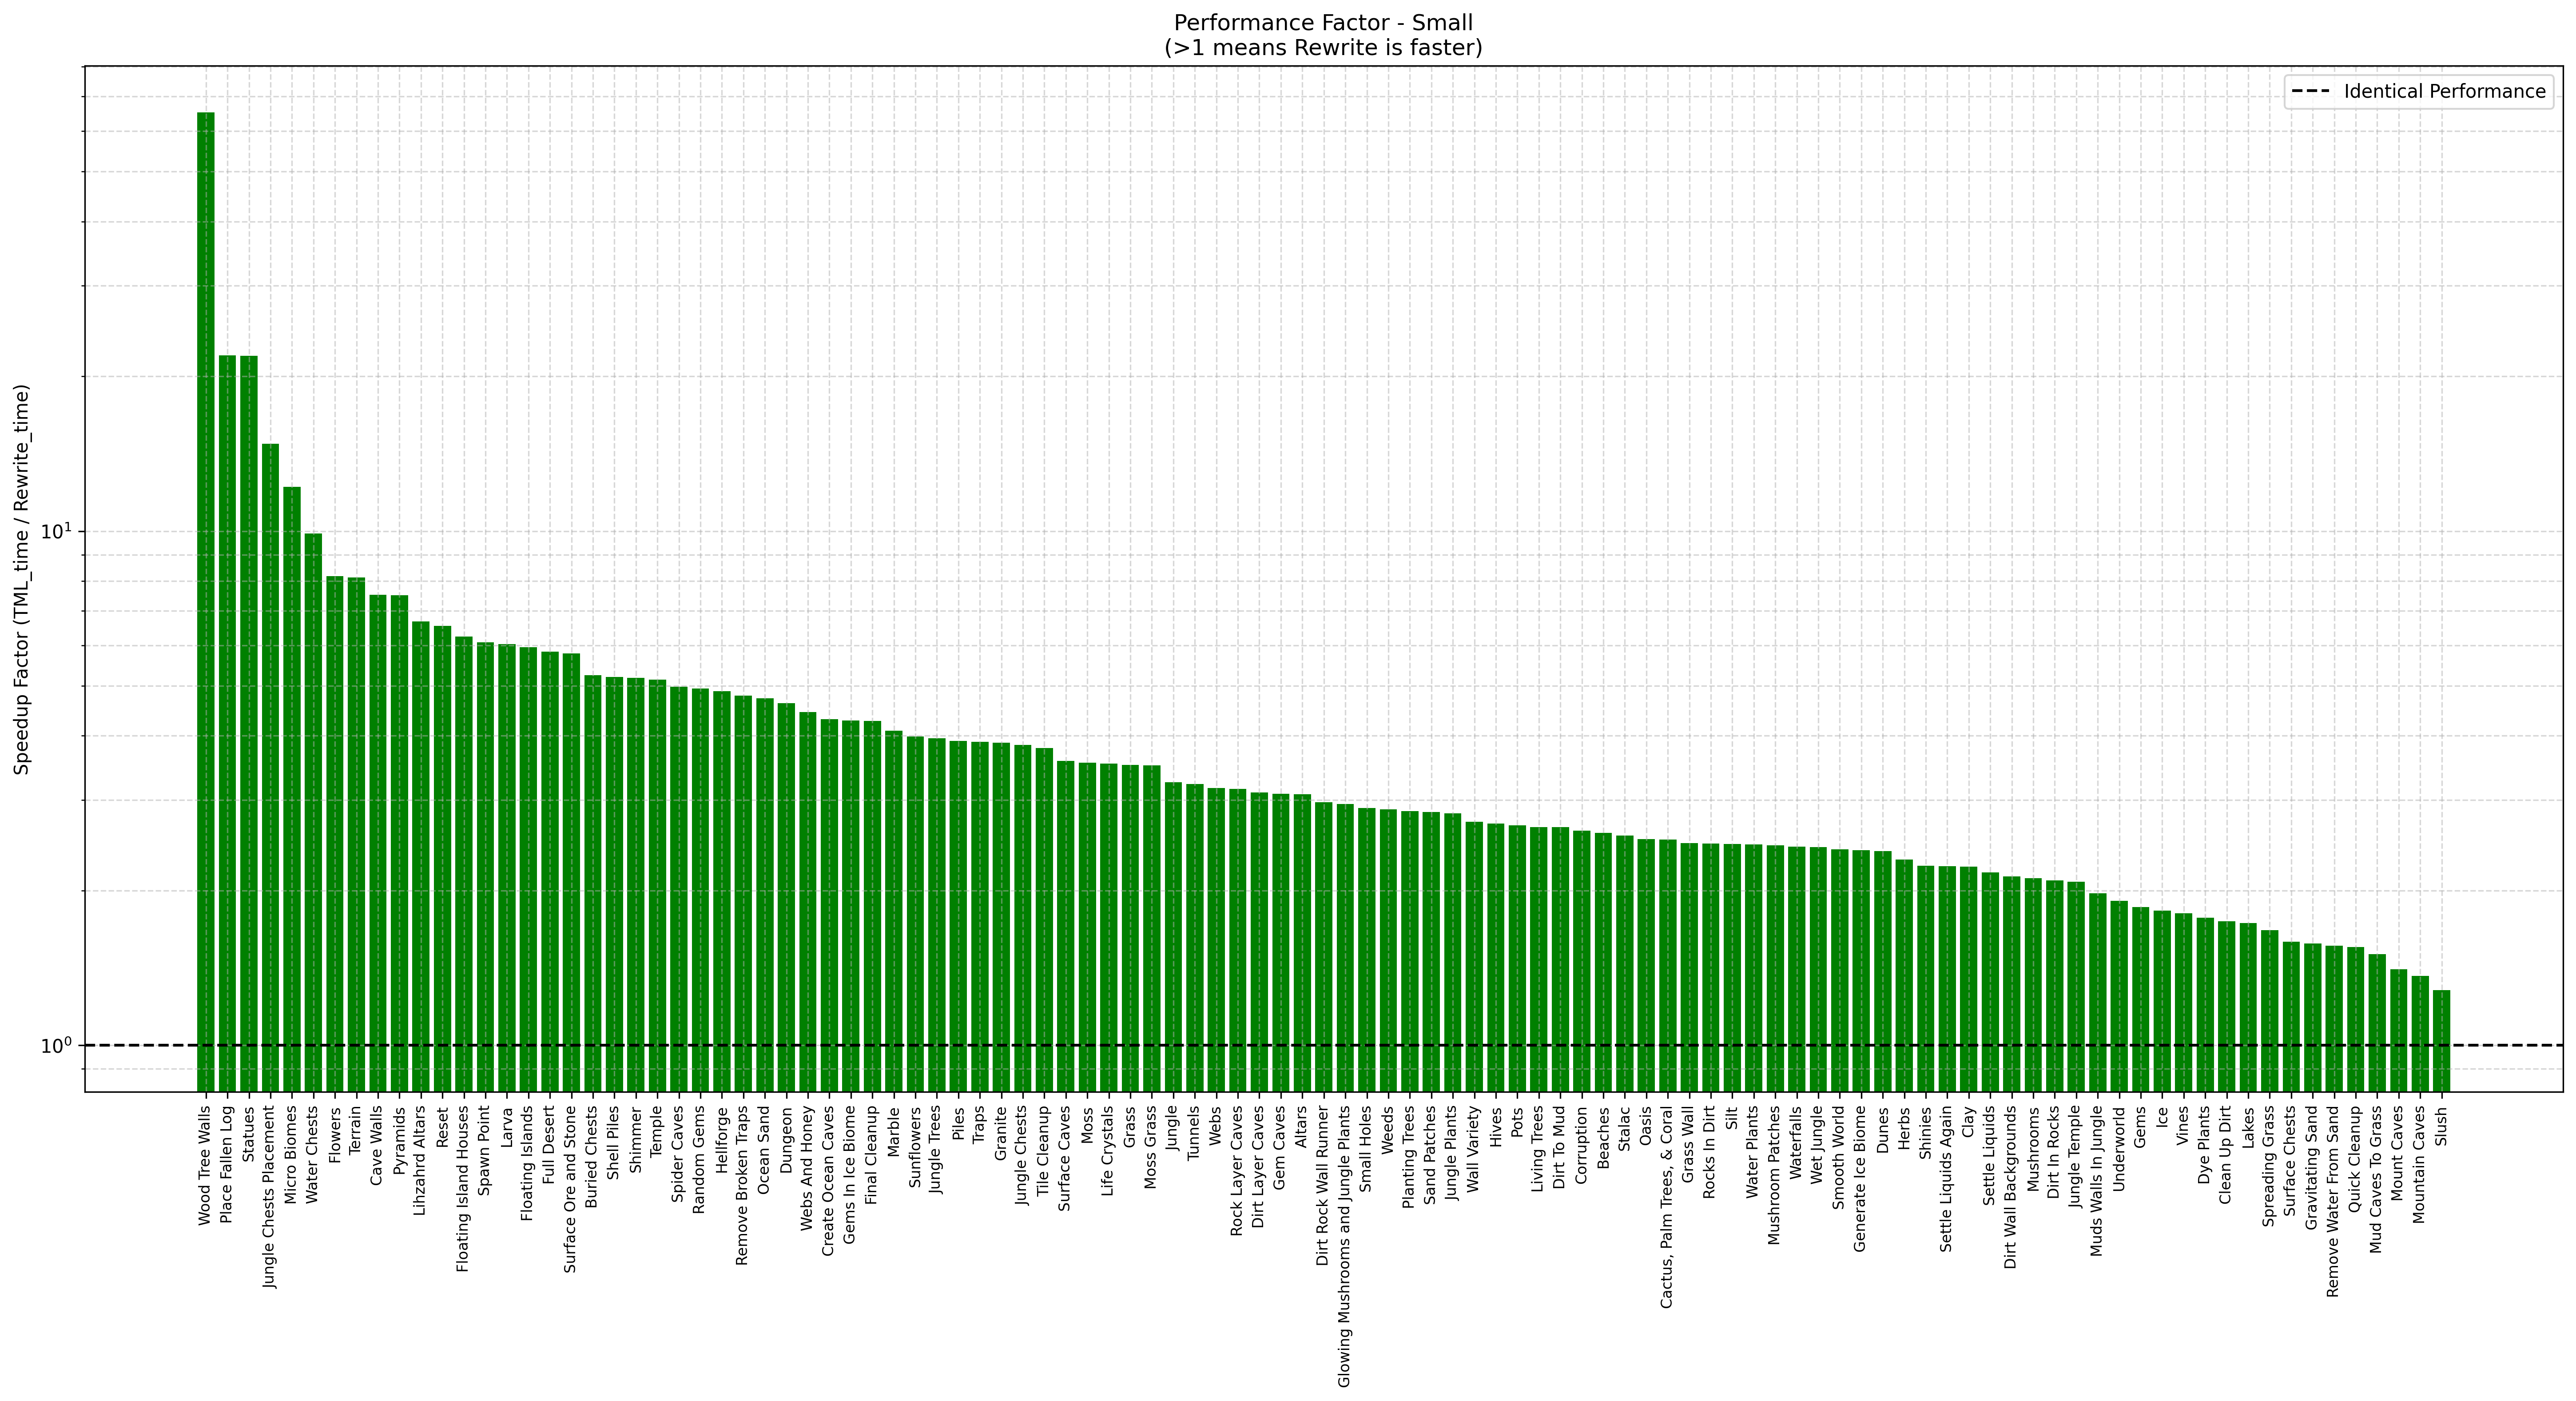 Performance Factor - Small
(>1 means Rewrite is faster)
Identical Performance
Speedup Factor (TML_time / Rewrite_time)
10¹
10⁰
Wood Tree Walls
Place Fallen Log
Statues
Jungle Chests Placement
Micro Biomes
Water Chests
Flowers
Terrain
Cave Walls
Pyramids
Lihzahrd Altars
Reset
Floating Island Houses
Spawn Point
Larva
Floating Islands
Full Desert
Surface Ore and Stone
Buried Chests
Shell Piles
Shimmer
Temple
Spider Caves
Random Gems
Hellforge
Remove Broken Traps
Ocean Sand
Dungeon
Webs And Honey
Create Ocean Caves
Gems In Ice Biome
Final Cleanup
Marble
Sunflowers
Jungle Trees
Piles
Traps
Granite
Jungle Chests
Tile Cleanup
Surface Caves
Moss
Life Crystals
Grass
Moss Grass
Jungle
Tunnels
Webs
Rock Layer Caves
Dirt Layer Caves
Gem Caves
Altars
Dirt Rock Wall Runner
Glowing Mushrooms and Jungle Plants
Small Holes
Weeds
Planting Trees
Sand Patches
Jungle Plants
Wall Variety
Hives
Pots
Living Trees
Dirt To Mud
Corruption
Beaches
Stalac
Oasis
Cactus, Palm Trees, & Coral
Grass Wall
Rocks In Dirt
Silt
Water Plants
Mushroom Patches
Waterfalls
Wet Jungle
Smooth World
Generate Ice Biome
Dunes
Herbs
Shinies
Settle Liquids Again
Clay
Settle Liquids
Dirt Wall Backgrounds
Mushrooms
Dirt In Rocks
Jungle Temple
Muds Walls In Jungle
Underworld
Gems
Ice
Vines
Dye Plants
Clean Up Dirt
Lakes
Spreading Grass
Surface Chests
Gravitating Sand
Remove Water From Sand
Quick Cleanup
Mud Caves To Grass
Mount Caves
Mountain Caves
Slush